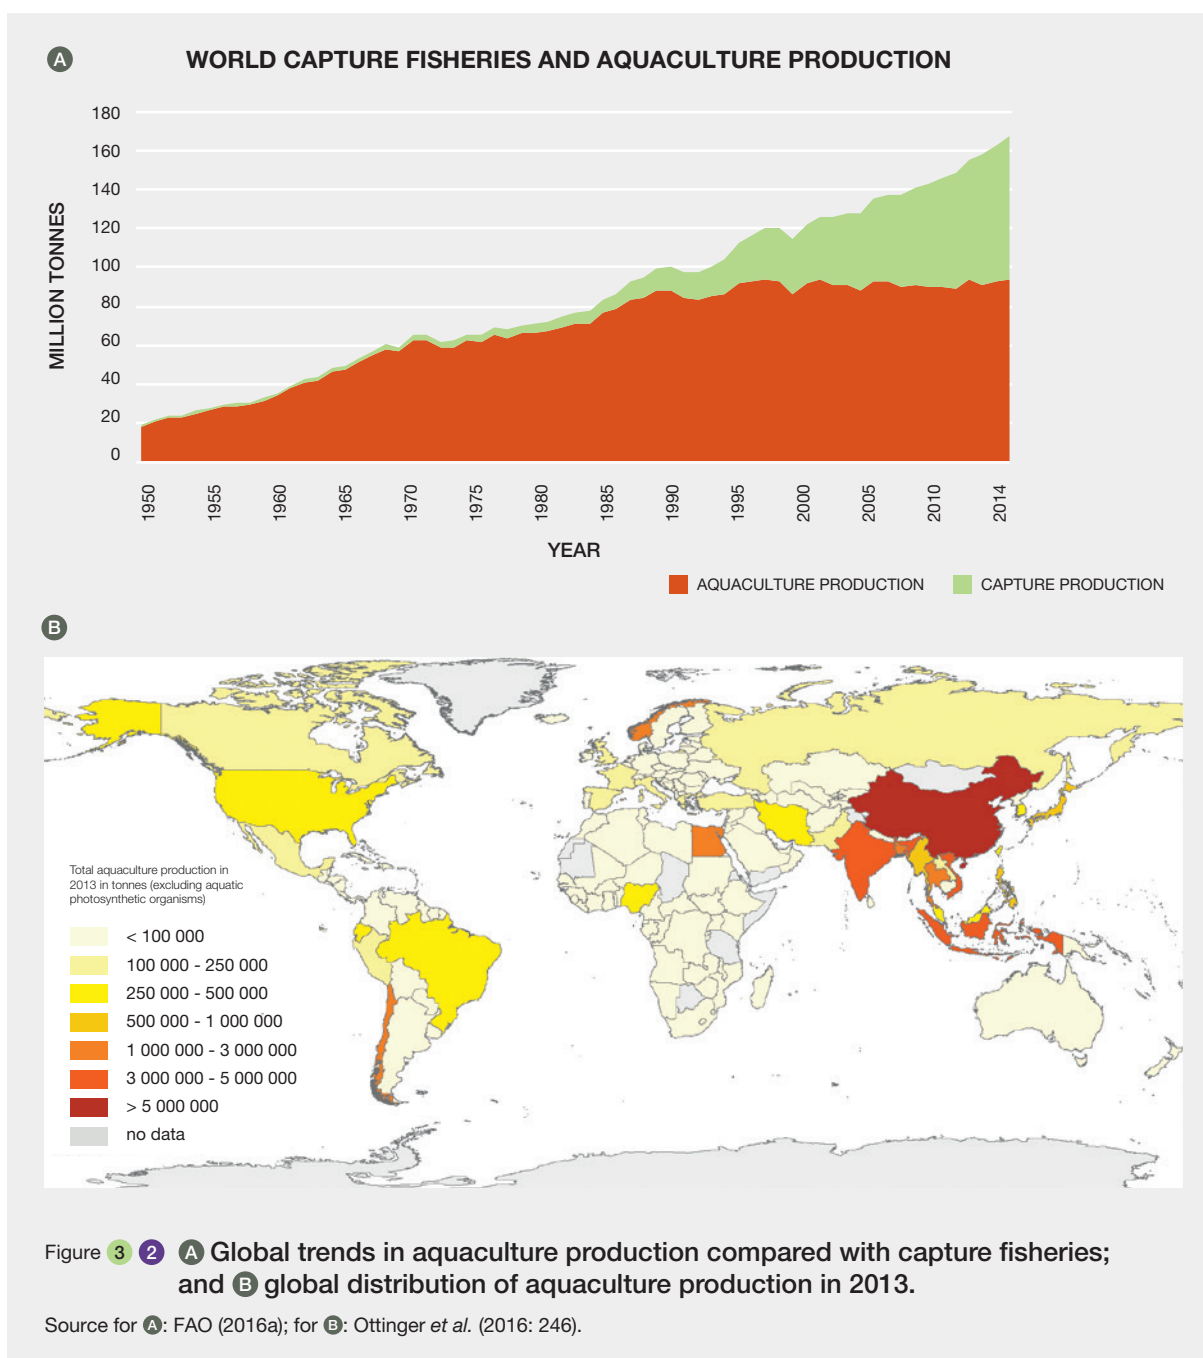 A WORLD CAPTURE FISHERIES AND AQUACULTURE PRODUCTION
MILLION TONNES
180
160
140
120
100
80
60
40
20
0
1950 1955 1960 1965 1970 1975 1980 1985 1990 1995 2000 2005 2010 2014
YEAR
AQUACULTURE PRODUCTION CAPTURE PRODUCTION
B
Total aquaculture production in
2013 in tonnes (excluding aquatic
photosynthetic organisms)
< 100 000
100 000 - 250 000
250 000 - 500 000
500 000 - 1 000 000
1 000 000 - 3 000 000
3 000 000 - 5 000 000
> 5 000 000
no data
Figure 3 2 A Global trends in aquaculture production compared with capture fisheries;
and B global distribution of aquaculture production in 2013.
Source for A: FAO (2016a); for B: Ottinger et al. (2016: 246).